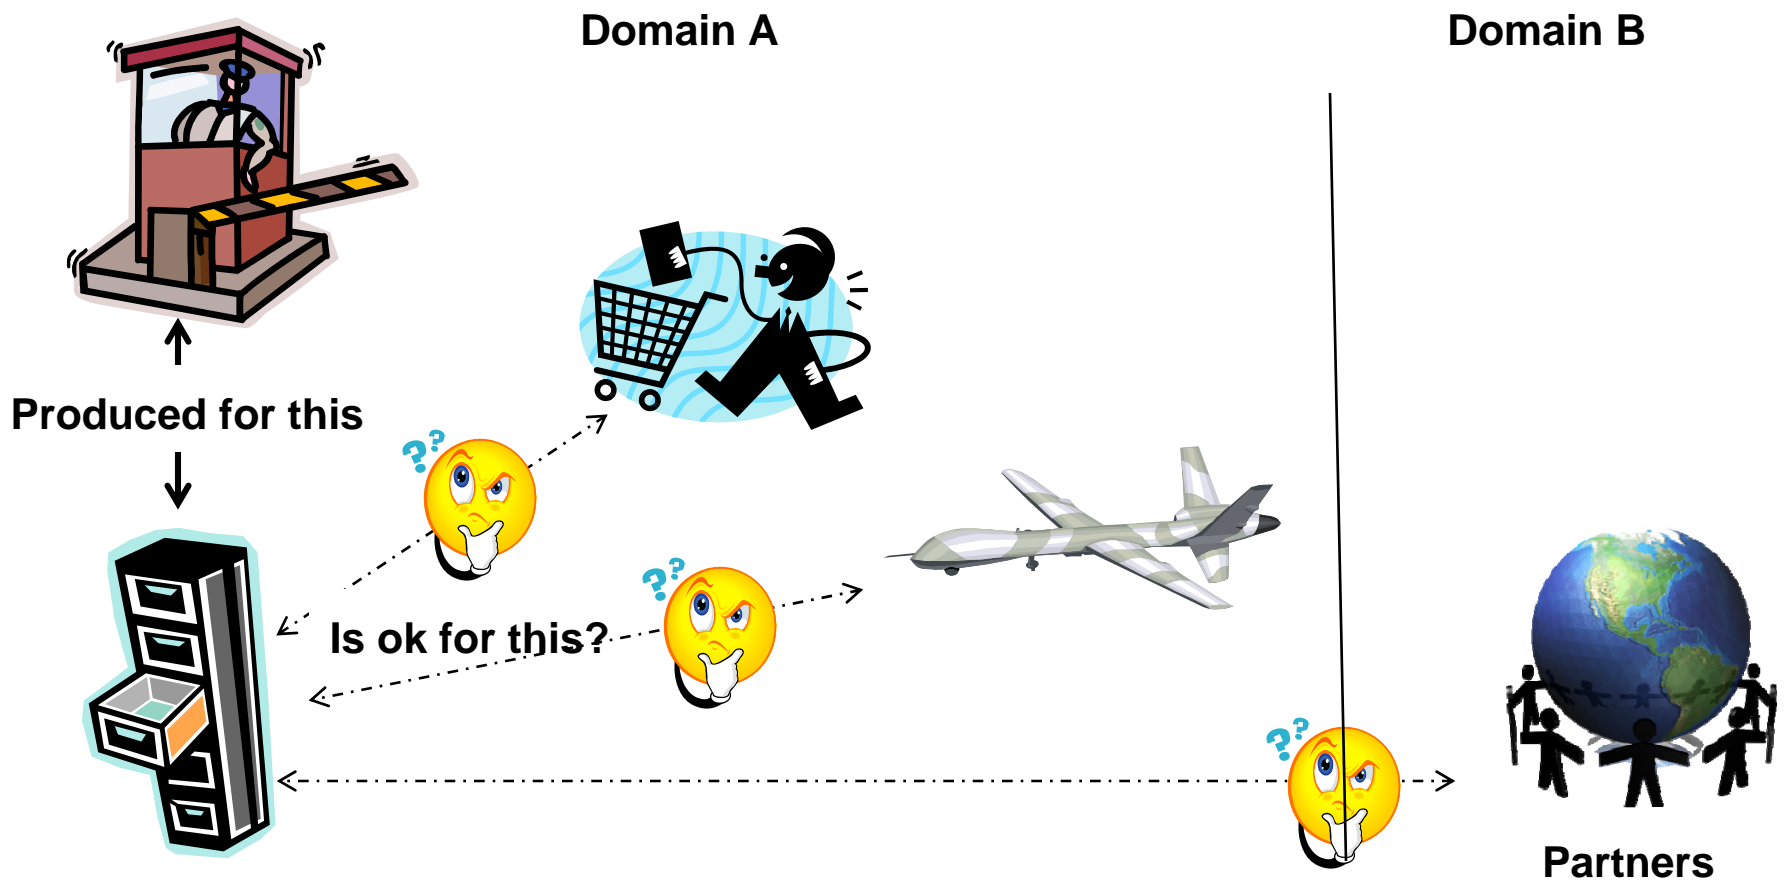 Domain A
Domain B
Produced for this
??
Is ok for this?
??
??
Partners